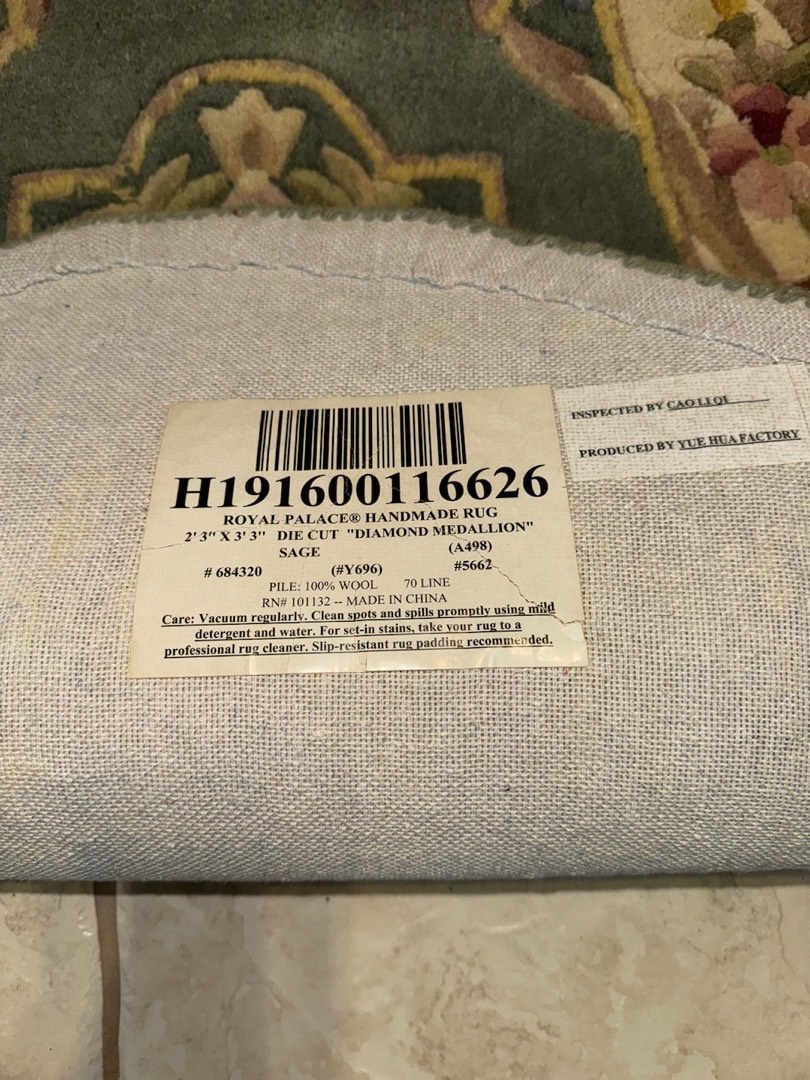 H191600116626
ROYAL PALACE® HANDMADE RUG
2' 3" X 3' 3" DIE CUT "DIAMOND MEDALLION"
SAGE (A498)
# 684320 (#Y696) #5662
PILE: 100% WOOL 70 LINE
RN# 101132 -- MADE IN CHINA
Care: Vacuum regularly. Clean spots and spills promptly using mild
detergent and water. For set-in stains, take your rug to a
professional rug cleaner. Slip-resistant rug padding recommended.
INSPECTED BY CAO LI QI
PRODUCED BY YUE HUA FACTORY